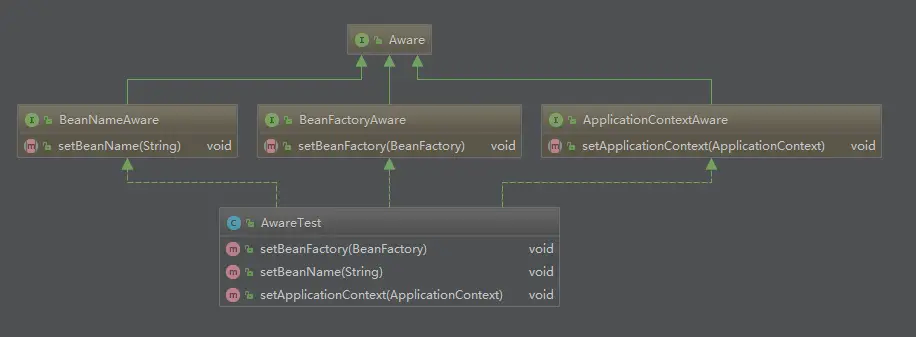 I Aware
I BeanNameAware
m setBeanName(String) void
I BeanFactoryAware
m setBeanFactory(BeanFactory) void
I ApplicationContextAware
m setApplicationContext(ApplicationContext) void
C AwareTest
m setBeanFactory(BeanFactory) void
m setBeanName(String) void
m setApplicationContext(ApplicationContext) void